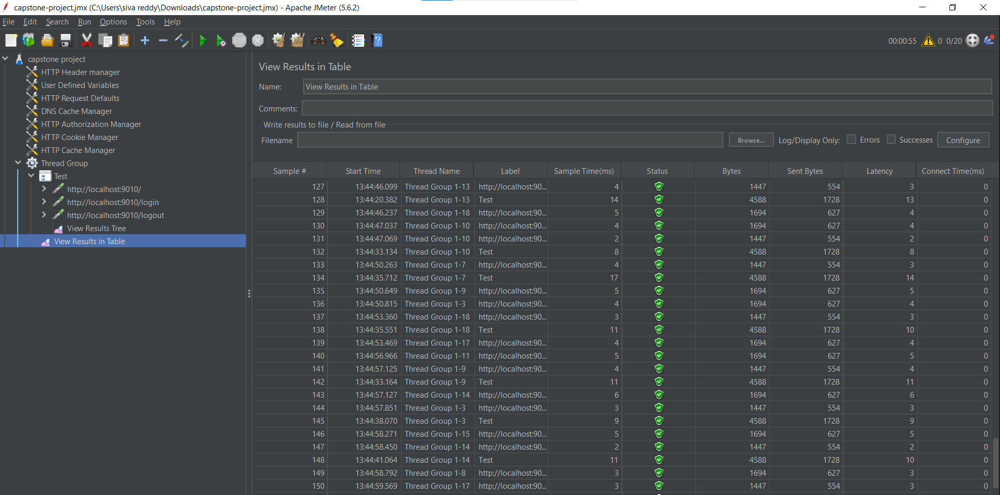 capstone-project.jmx (C:\Users\siva reddy\Downloads\capstone-project.jmx) - Apache JMeter (5.6.2)
File Edit Search Run Options Tools Help
STOP
00:00:55 0 0/20
capstone project
HTTP Header manager
User Defined Variables
HTTP Request Defaults
DNS Cache Manager
HTTP Authorization Manager
HTTP Cookie Manager
HTTP Cache Manager
Thread Group
Test
http://localhost:9010/
http://localhost:9010/login
http://localhost:9010/logout
View Results Tree
View Results in Table
View Results in Table
Name: View Results in Table
Comments:
Write results to file / Read from file
Filename Browse... Log/Display Only: Errors Successes Configure
Sample # Start Time Thread Name Label Sample Time(ms) Status Bytes Sent Bytes Latency Connect Time(ms)
127 13:44:46.099 Thread Group 1-13 http://localhost:90... 4 1447 554 3 0
128 13:44:20.382 Thread Group 1-13 Test 14 4588 1728 13 0
129 13:44:46.237 Thread Group 1-18 http://localhost:90... 5 1694 627 4 0
130 13:44:47.037 Thread Group 1-10 http://localhost:90... 4 1694 627 4 0
131 13:44:47.069 Thread Group 1-10 http://localhost:90... 2 1447 554 2 0
132 13:44:33.134 Thread Group 1-10 Test 8 4588 1728 8 0
133 13:44:50.263 Thread Group 1-7 http://localhost:90... 4 1447 554 3 0
134 13:44:35.712 Thread Group 1-7 Test 17 4588 1728 14 0
135 13:44:50.649 Thread Group 1-9 http://localhost:90... 5 1694 627 5 0
136 13:44:50.815 Thread Group 1-3 http://localhost:90... 4 1694 627 4 0
137 13:44:53.360 Thread Group 1-18 http://localhost:90... 3 1447 554 3 0
138 13:44:35.551 Thread Group 1-18 Test 11 4588 1728 10 0
139 13:44:53.469 Thread Group 1-17 http://localhost:90... 4 1694 627 4 0
140 13:44:56.966 Thread Group 1-11 http://localhost:90... 5 1694 627 5 0
141 13:44:57.125 Thread Group 1-9 http://localhost:90... 4 1447 554 4 0
142 13:44:33.164 Thread Group 1-9 Test 11 4588 1728 11 0
143 13:44:57.127 Thread Group 1-14 http://localhost:90... 6 1694 627 6 0
144 13:44:57.851 Thread Group 1-3 http://localhost:90... 3 1447 554 3 0
145 13:44:38.070 Thread Group 1-3 Test 9 4588 1728 9 0
146 13:44:58.271 Thread Group 1-15 http://localhost:90... 5 1694 627 5 0
147 13:44:58.450 Thread Group 1-14 http://localhost:90... 2 1447 554 2 0
148 13:44:41.064 Thread Group 1-14 Test 11 4588 1728 10 0
149 13:44:58.792 Thread Group 1-8 http://localhost:90... 3 1694 627 3 0
150 13:44:59.569 Thread Group 1-17 http://localhost:90... 3 1447 554 3 0